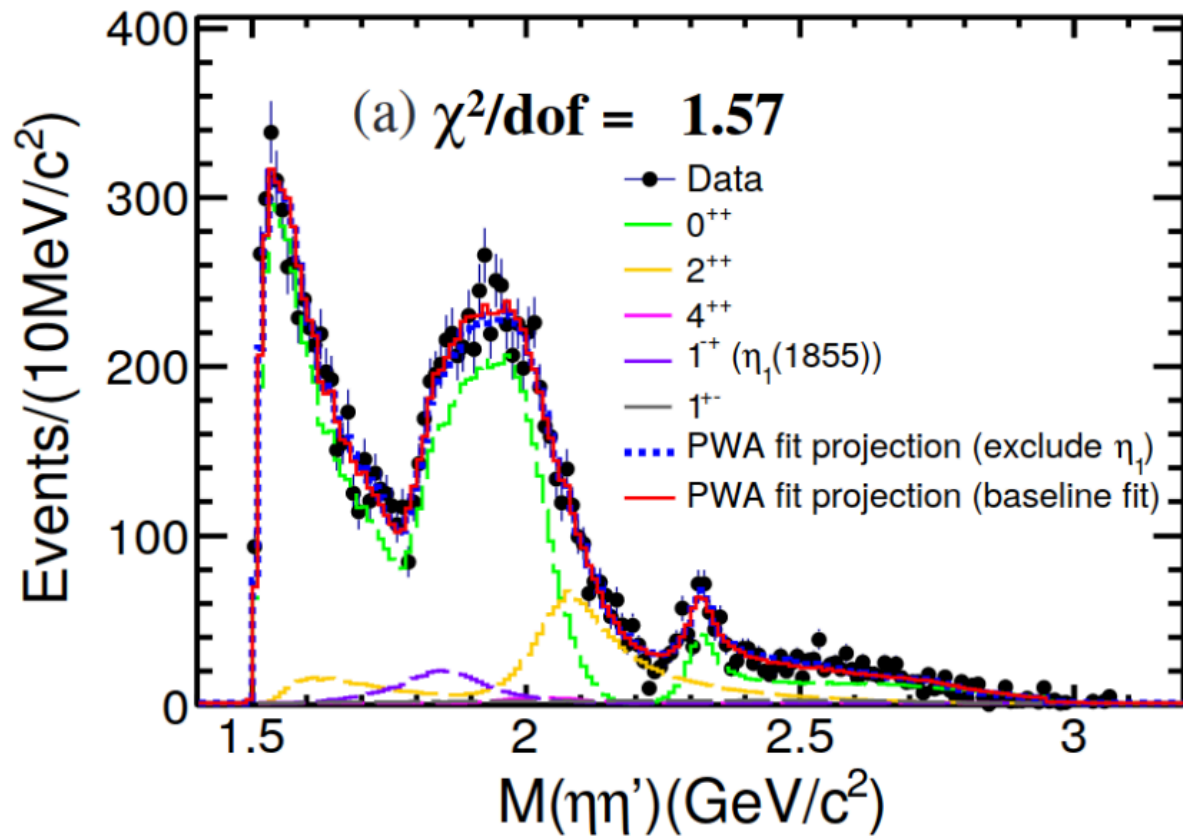 400
300
200
100
0
Events/(10MeV/c²)
(a) χ²/dof = 1.57
Data
0⁺⁺
2⁺⁺
4⁺⁺
1⁻⁺ (η₁(1855))
1⁺⁻
PWA fit projection (exclude η₁)
PWA fit projection (baseline fit)
1.5 2 2.5 3
M(ηη')(GeV/c²)